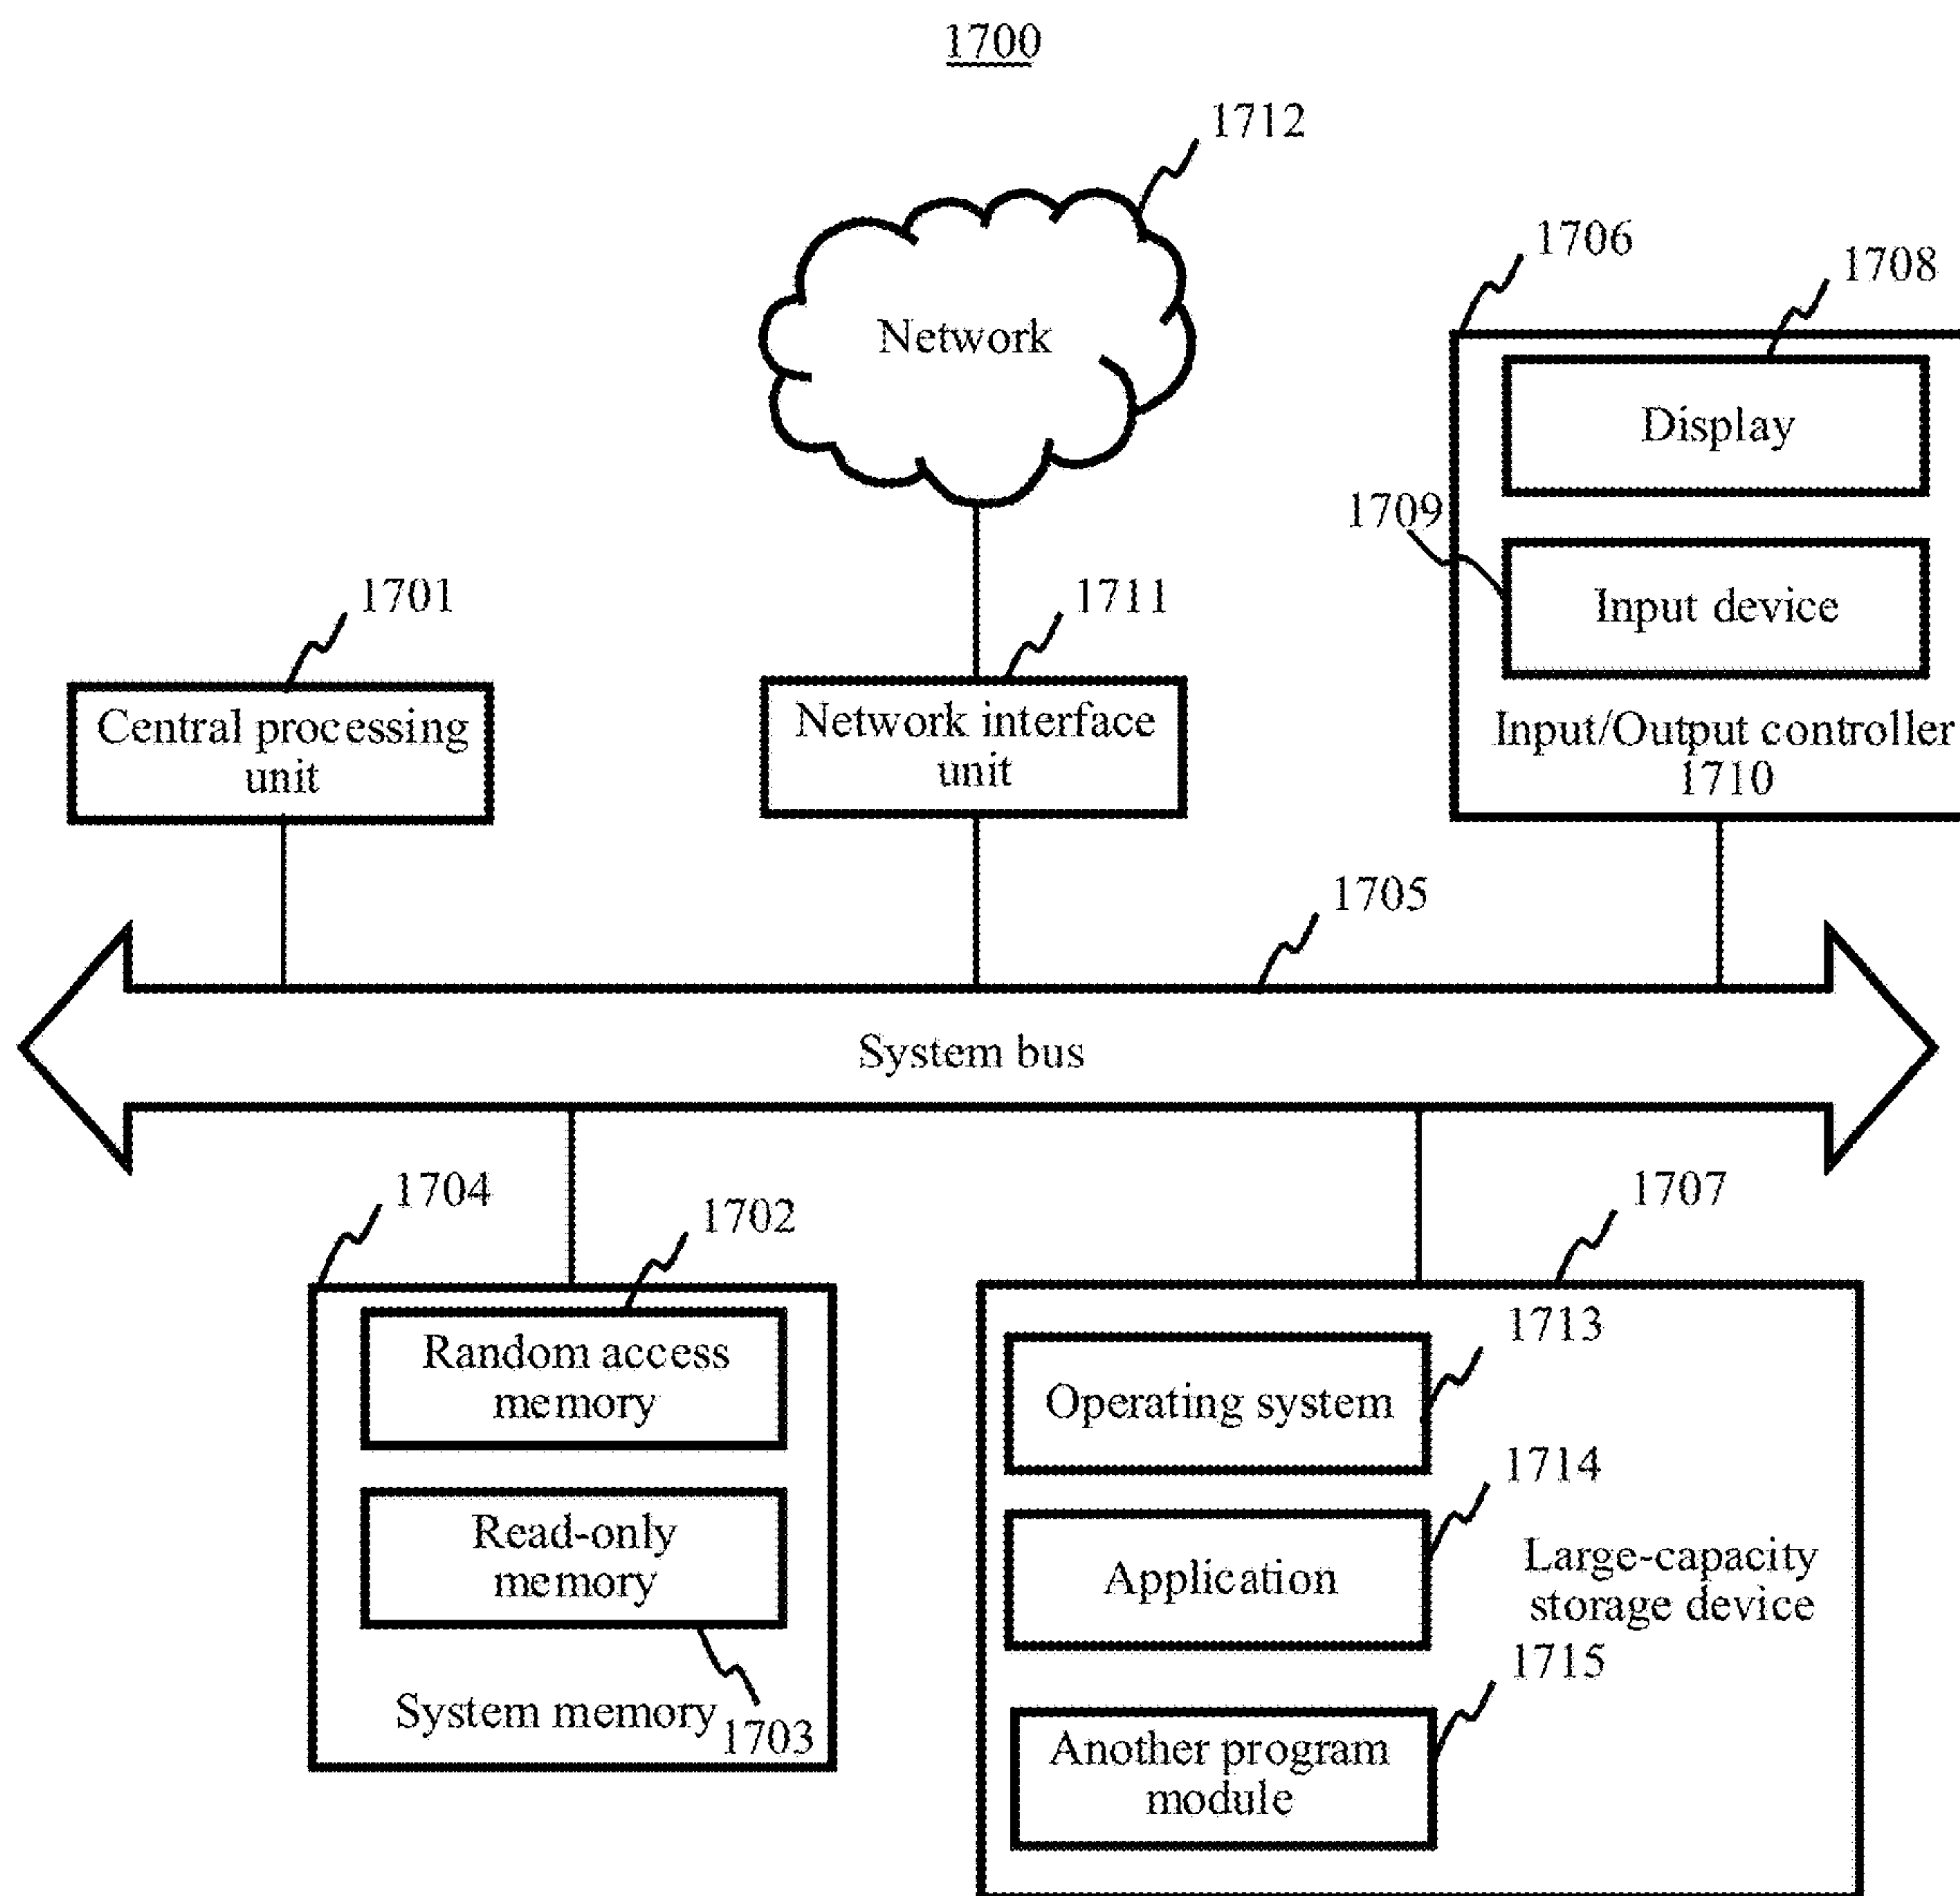 1700
1712
Network
1706
1708
Display
1709
Input device
Input/Output controller
1710
1701
Central processing
unit
1711
Network interface
unit
1705
System bus
1704
1702
Random access
memory
Read-only
memory
System memory
1703
1707
1713
Operating system
1714
Application
Large-capacity
storage device
1715
Another program
module